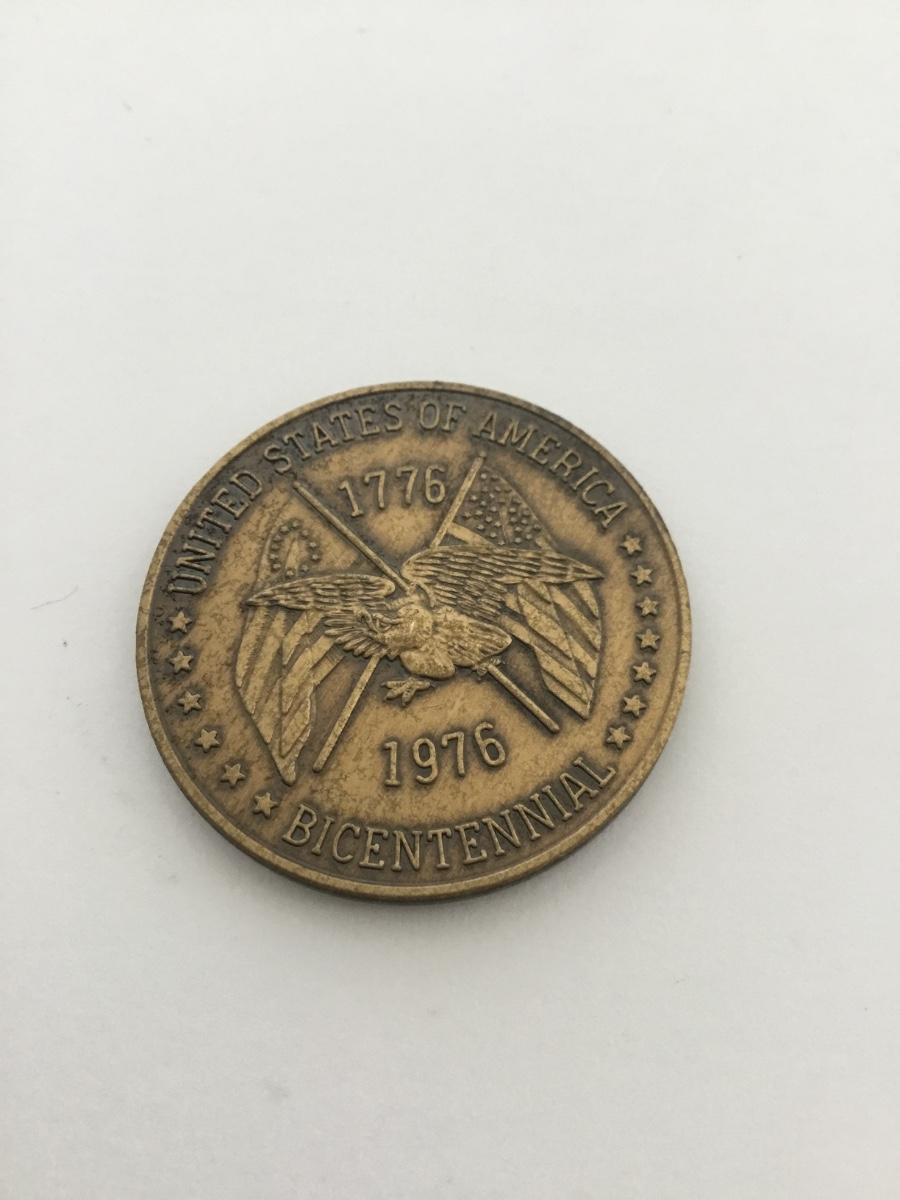 UNITED STATES OF AMERICA
1776
1976
BICENTENNIAL